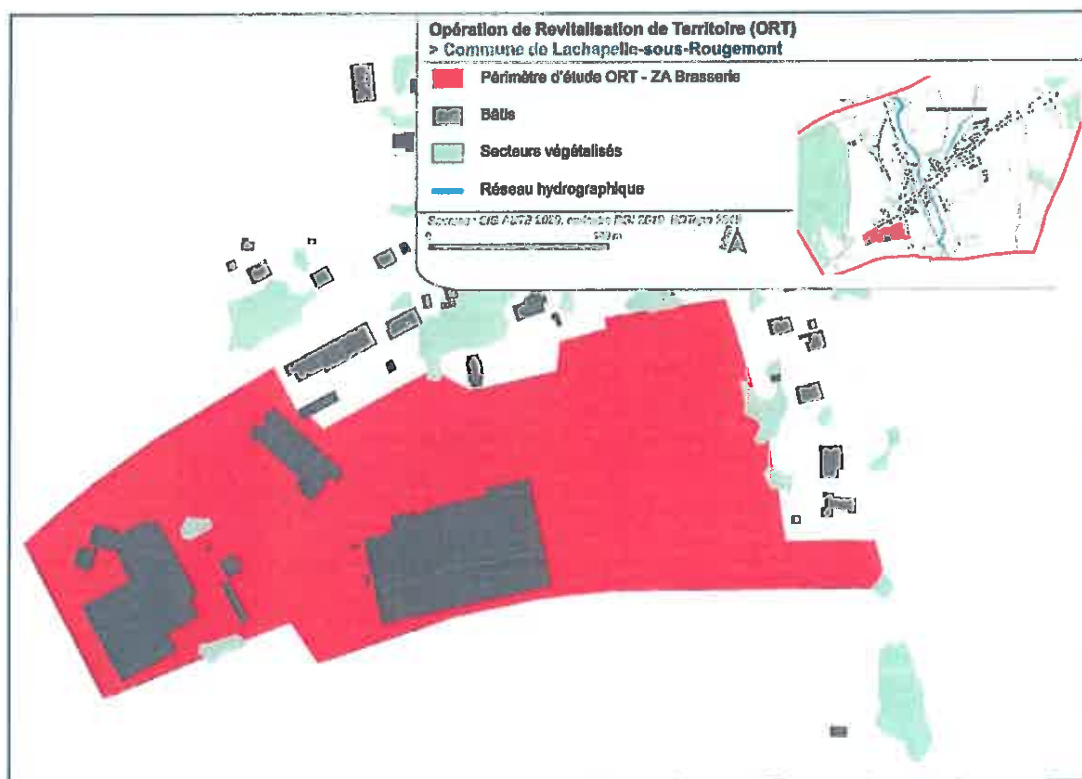 Opération de Revitalisation de Territoire (ORT)
> Commune de Lachapelle-sous-Rougemont
Périmètre d'étude ORT - ZA Brasserie
Bâtis
Secteurs végétalisés
Réseau hydrographique
0